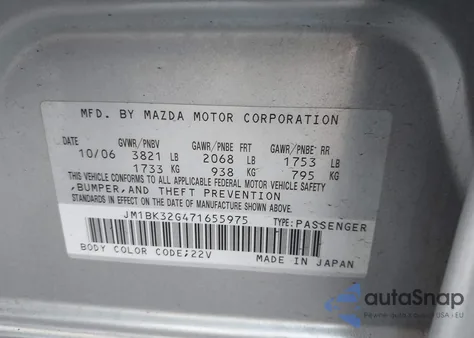 MFD. BY MAZDA MOTOR CORPORATION
DATE GVWR/PNBV GAWR/PNBE FRT GAWR/PNBE RR
10/06 3821 LB 2068 LB 1753 LB
1733 KG 938 KG 795 KG
THIS VEHICLE CONFORMS TO ALL APPLICABLE FEDERAL MOTOR VEHICLE SAFETY
,BUMPER,AND THEFT PREVENTION
STANDARDS IN EFFECT ON THE DATE OF MANUFACTURE SHOWN ABOVE.
JM1BK32G471655975 TYPE:PASSENGER
BODY COLOR CODE;22V MADE IN JAPAN
autoSnap